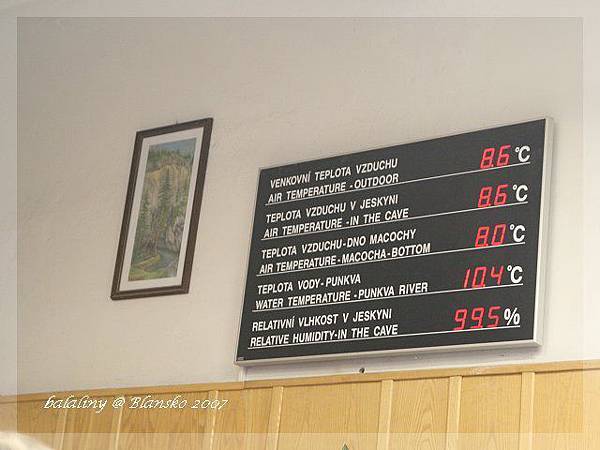 VENKOVNÍ TEPLOTA VZDUCHU
AIR TEMPERATURE - OUTDOOR 8.6 °C
TEPLOTA VZDUCHU V JESKYNI
AIR TEMPERATURE - IN THE CAVE 8.6 °C
TEPLOTA VZDUCHU - DNO MACOCHY
AIR TEMPERATURE - MACOCHA - BOTTOM 8.0 °C
TEPLOTA VODY - PUNKVA
WATER TEMPERATURE - PUNKVA RIVER 10.4 °C
RELATIVNÍ VLHKOST V JESKYNI
RELATIVE HUMIDITY - IN THE CAVE 99.5 %
balaliny @ Blansko 2007